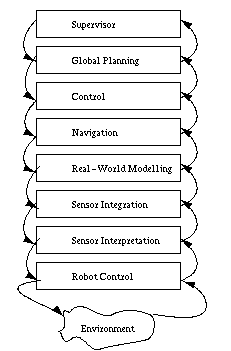 Supervisor
Global Planning
Control
Navigation
Real-World Modelling
Sensor Integration
Sensor Interpretation
Robot Control
Environment